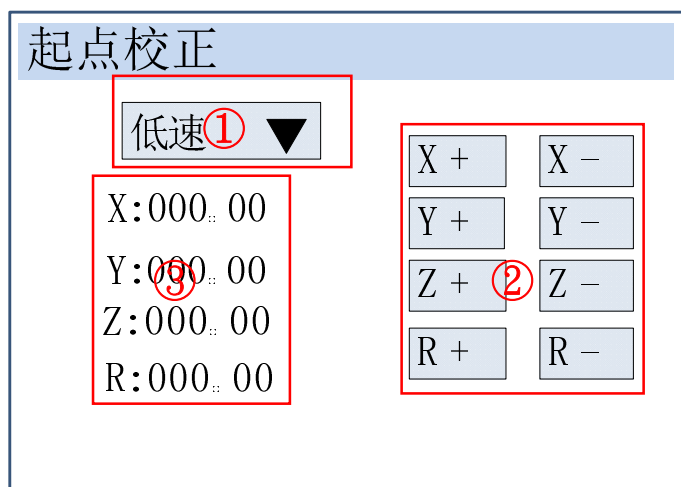 起点校正
低速① ▼
X:000.00
Y:000.00
Z:000.00
R:000.00
③
X+ X-
Y+ Y-
Z+ Z-
②
R+ R-